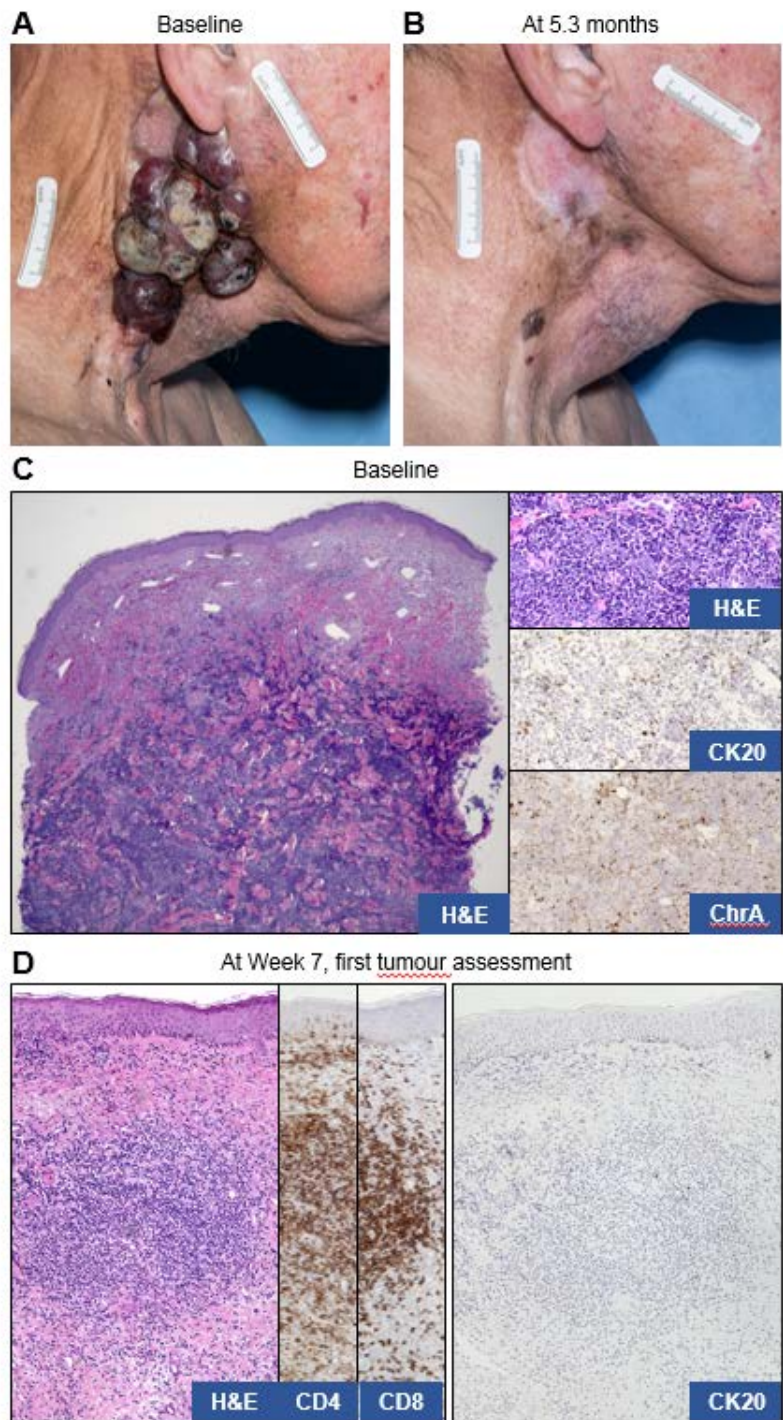 A Baseline
B At 5.3 months
C Baseline
H&E
H&E
CK20
ChrA
D At Week 7, first tumour assessment
H&E CD4 CD8 CK20